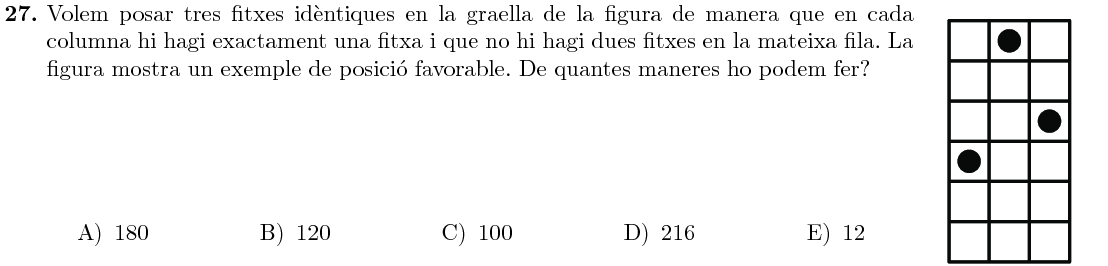 27. Volem posar tres fitxes idèntiques en la graella de la figura de manera que en cada
columna hi hagi exactament una fitxa i que no hi hagi dues fitxes en la mateixa fila. La
figura mostra un exemple de posició favorable. De quantes maneres ho podem fer?
A) 180 B) 120 C) 100 D) 216 E) 12